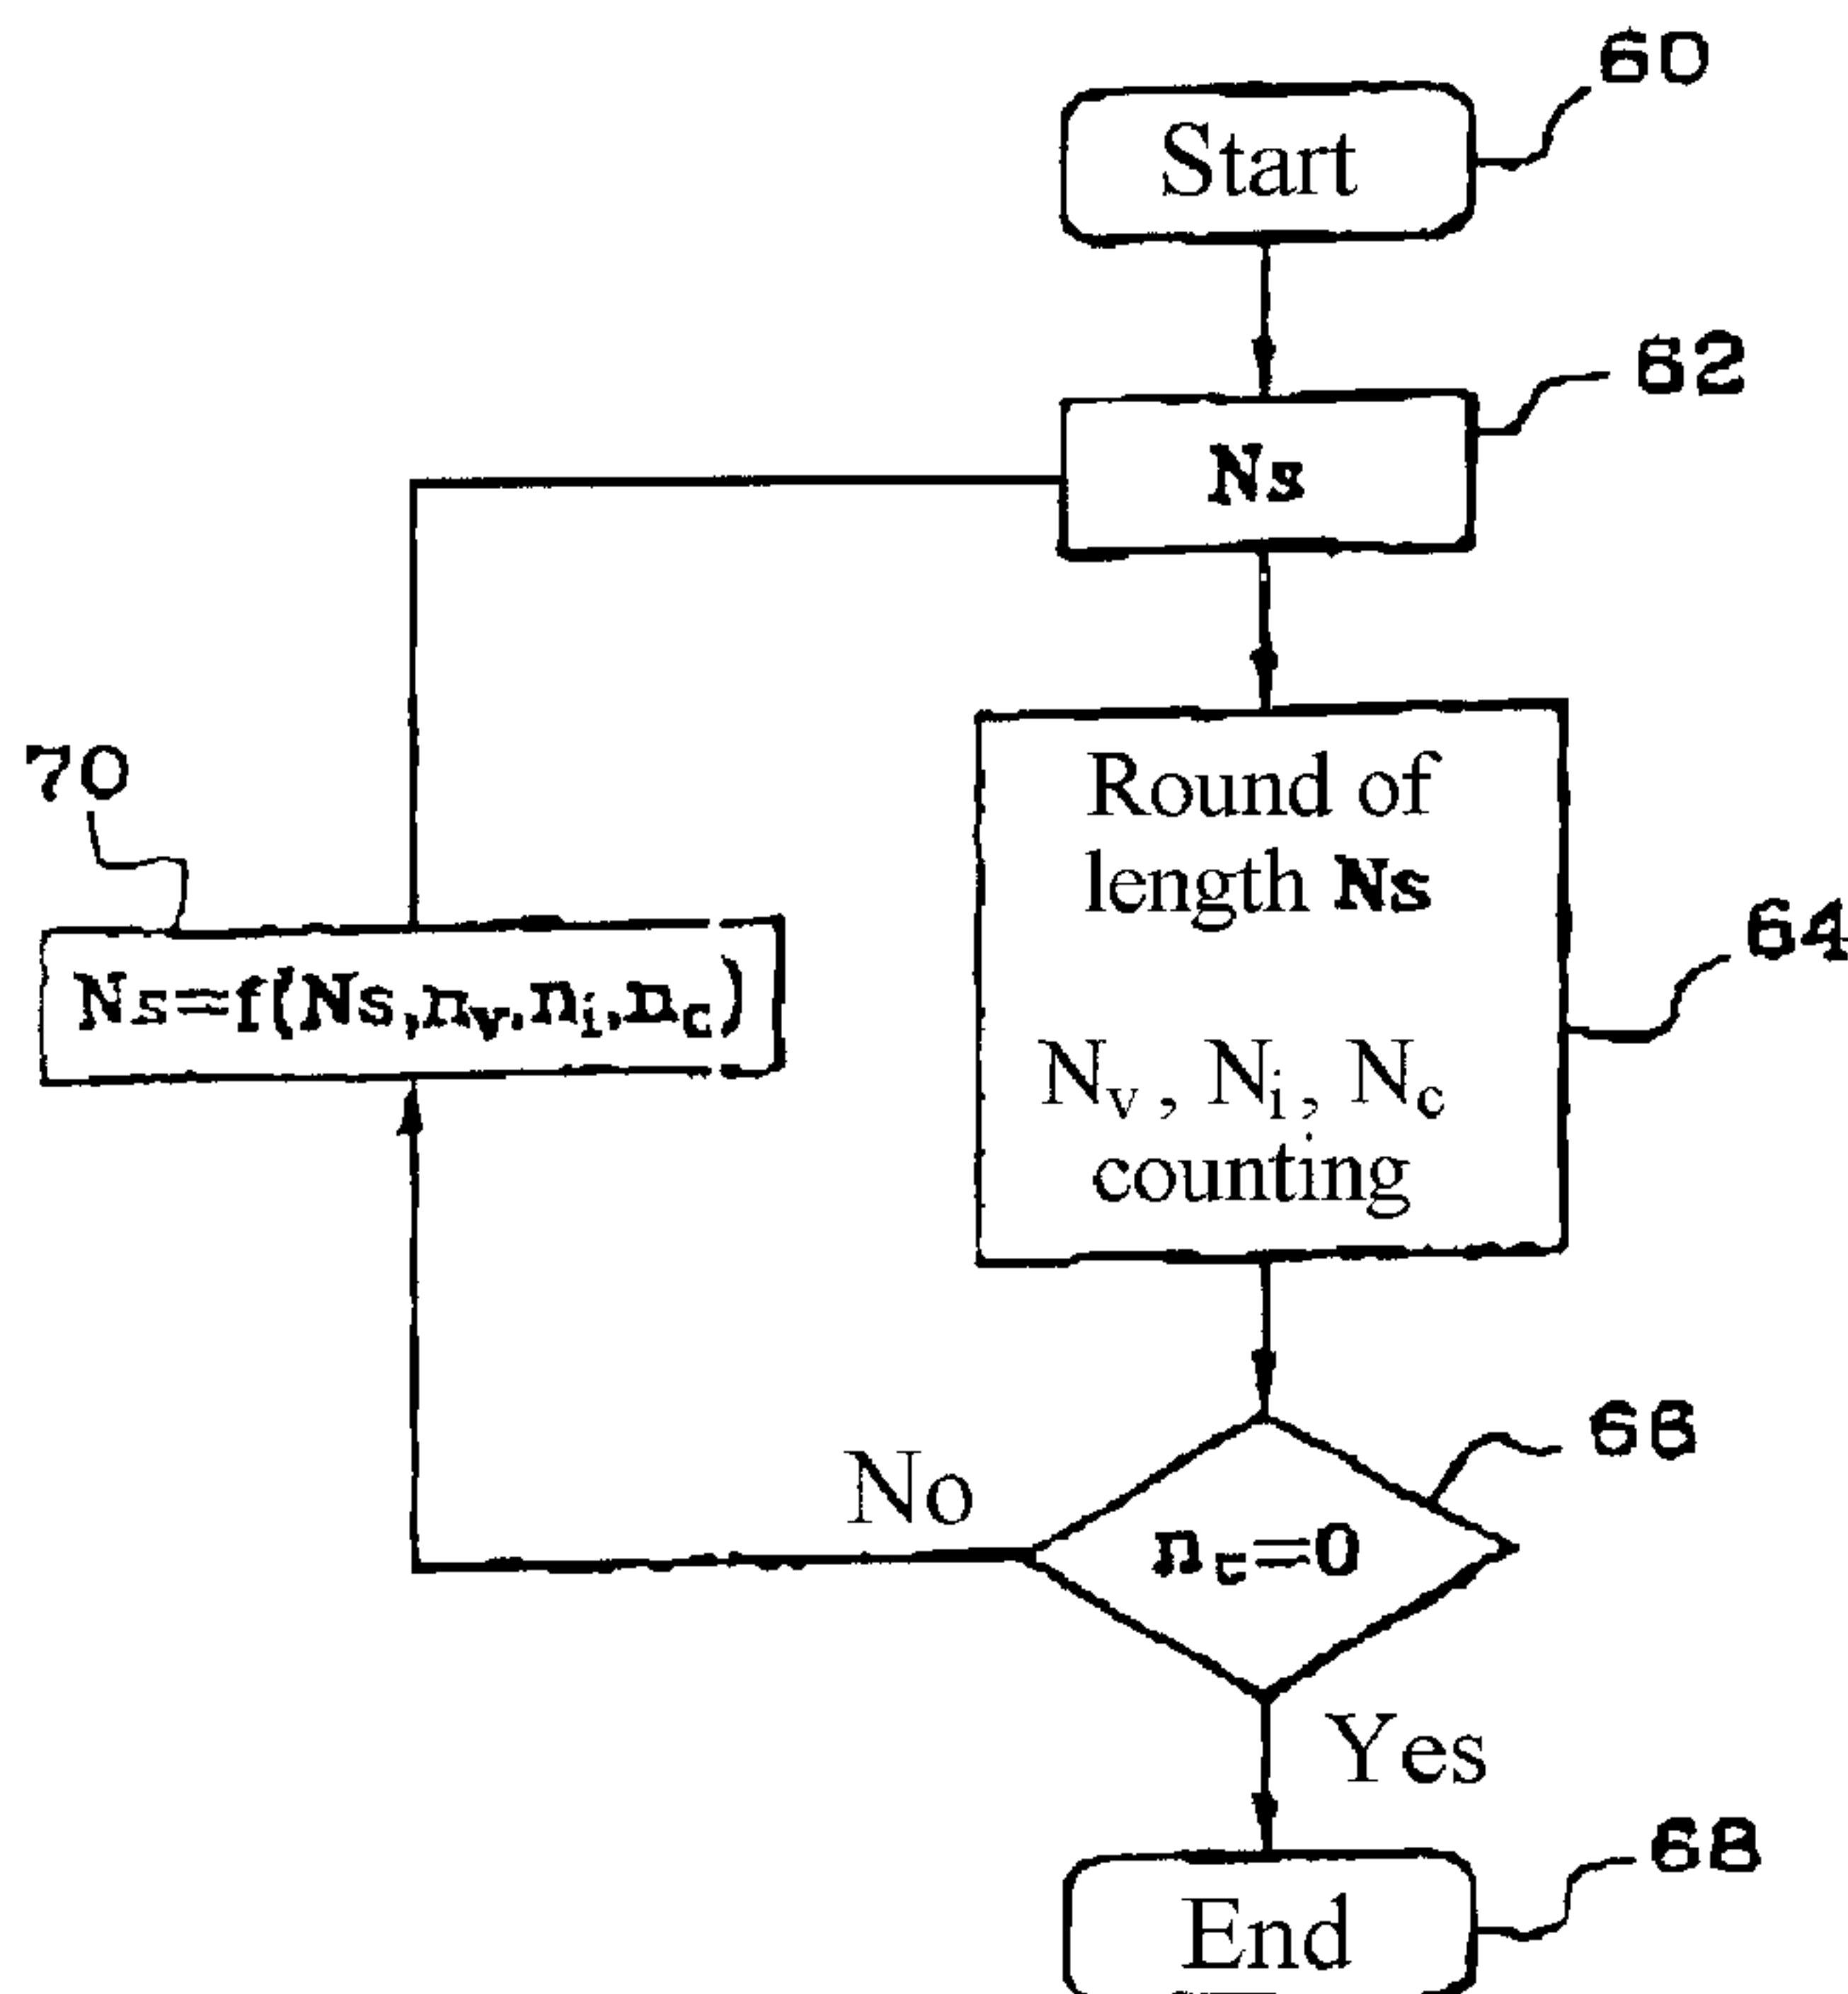 60
Start
62
Ns
Round of
length Ns
70
64
Ns=f(Ns,nv,ni,nc)
Nv, Ni, Nc
counting
66
No
nc=0
Yes
68
End